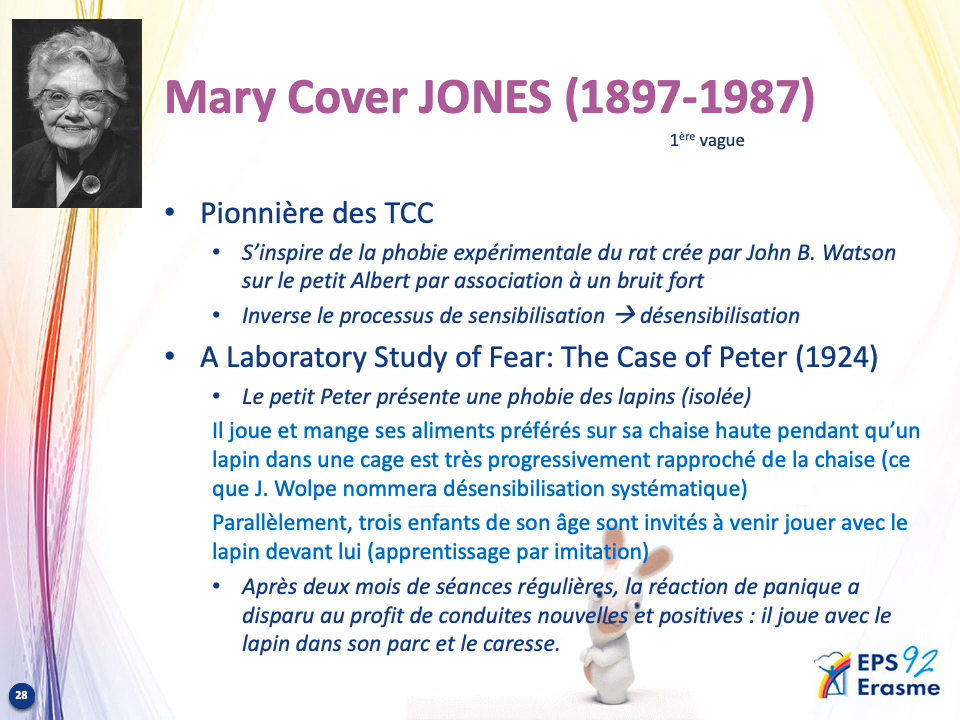 Mary Cover JONES (1897-1987)
1ère vague
• Pionnière des TCC
• S’inspire de la phobie expérimentale du rat crée par John B. Watson
sur le petit Albert par association à un bruit fort
• Inverse le processus de sensibilisation → désensibilisation
• A Laboratory Study of Fear: The Case of Peter (1924)
• Le petit Peter présente une phobie des lapins (isolée)
Il joue et mange ses aliments préférés sur sa chaise haute pendant qu’un
lapin dans une cage est très progressivement rapproché de la chaise (ce
que J. Wolpe nommera désensibilisation systématique)
Parallèlement, trois enfants de son âge sont invités à venir jouer avec le
lapin devant lui (apprentissage par imitation)
• Après deux mois de séances régulières, la réaction de panique a
disparu au profit de conduites nouvelles et positives : il joue avec le
lapin dans son parc et le caresse.
EPS 92
Erasme
28